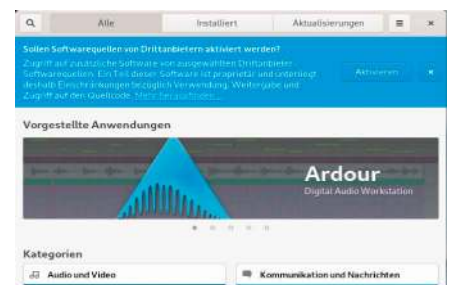 Alle Installiert Aktualisierungen
Sollen Softwarequellen von Drittanbietern aktiviert werden?
Zugriff auf zusätzliche Software von ausgewählten Drittanbieter-
Softwarequellen. Ein Teil dieser Software ist proprietär und unterliegt
deshalb Einschränkungen bezüglich Verwendung, Weitergabe und
Zugriff auf den Quellcode. Mehr herausfinden …
Aktivieren
Vorgestellte Anwendungen
Ardour
Digital Audio Workstation
Kategorien
Audio und Video
Kommunikation und Nachrichten